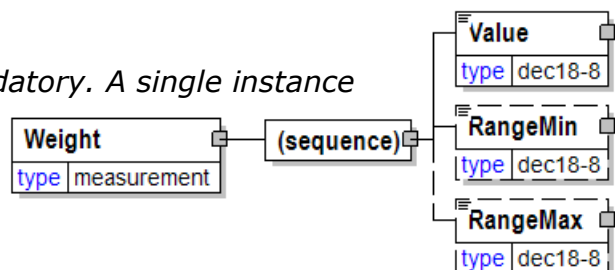 Value
type dec18-8
datory. A single instance
RangeMin
type dec18-8
Weight
type measurement
(sequence)
RangeMax
type dec18-8